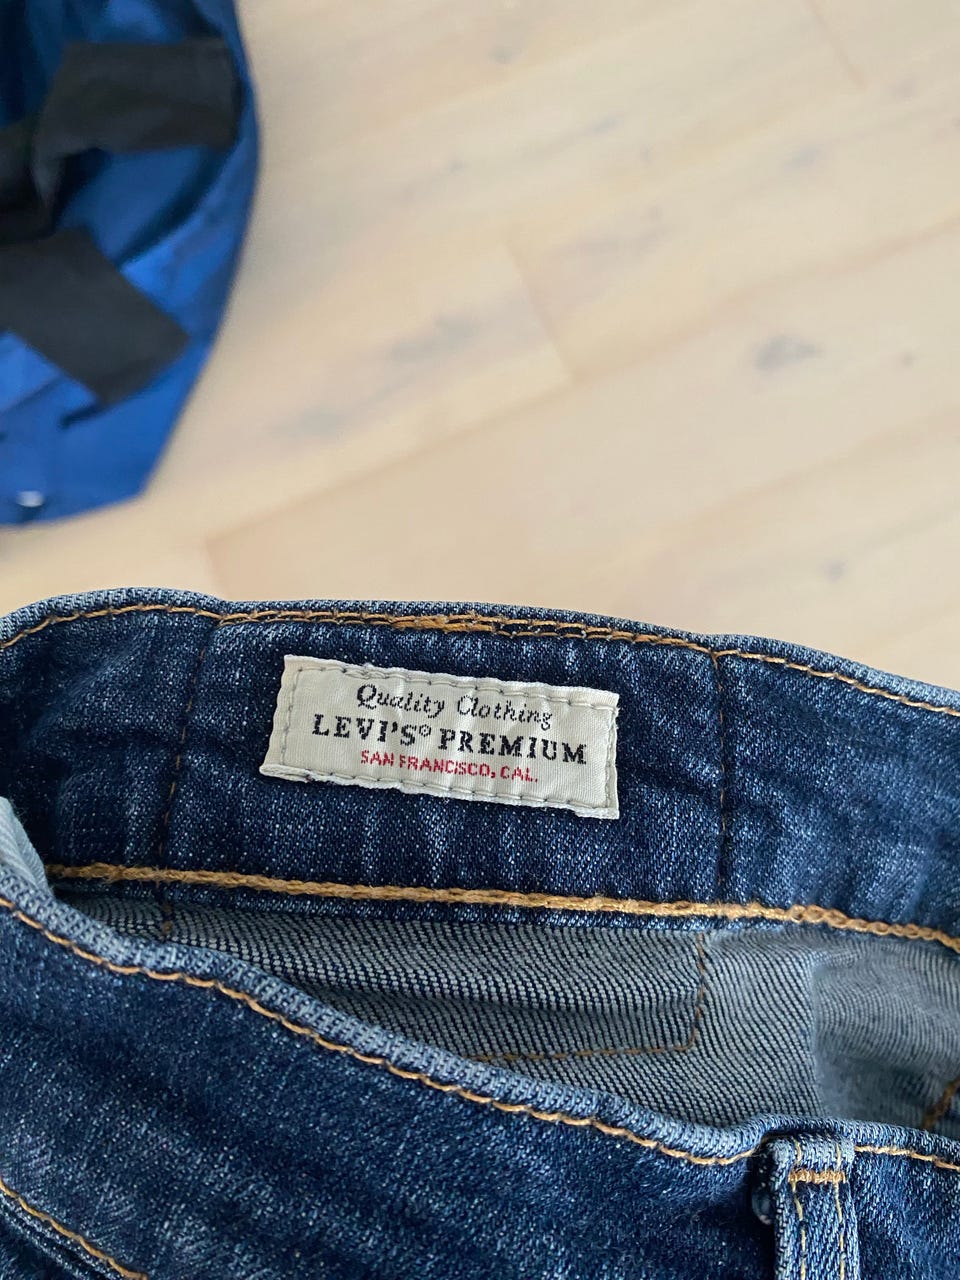 Quality Clothing
LEVI'S® PREMIUM
SAN FRANCISCO, CAL.